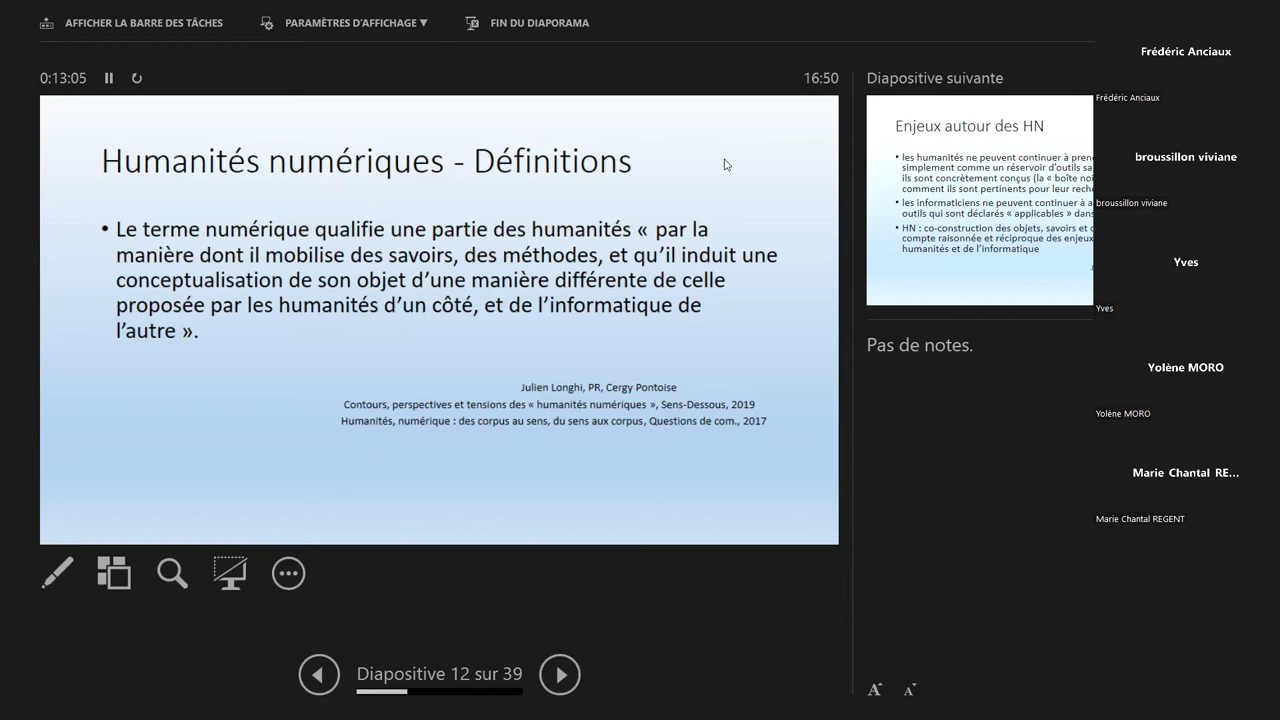 AFFICHER LA BARRE DES TÂCHES
PARAMÈTRES D'AFFICHAGE ▼
FIN DU DIAPORAMA
0:13:05
16:50
Humanités numériques - Définitions
• Le terme numérique qualifie une partie des humanités « par la
manière dont il mobilise des savoirs, des méthodes, et qu’il induit une
conceptualisation de son objet d’une manière différente de celle
proposée par les humanités d’un côté, et de l’informatique de
l’autre ».
Julien Longhi, PR, Cergy Pontoise
Contours, perspectives et tensions des « humanités numériques », Sens-Dessous, 2019
Humanités, numérique : des corpus au sens, du sens aux corpus, Questions de com., 2017
Diapositive 12 sur 39
Diapositive suivante
Enjeux autour des HN
• les humanités ne peuvent continuer à
simplement comme un réservoir d’outils
ils sont concrètement conçus (la « boîte
comment ils sont pertinents pour leur
• les informaticiens ne peuvent continuer à
outils qui sont déclarés « applicables »
• HN : co-construction des objets, savoirs et
compte raisonnée et réciproque des enjeux
humanités et de l’informatique
Pas de notes.
A A
Frédéric Anciaux
Frédéric Anciaux
broussillon viviane
broussillon viviane
Yves
Yves
Yolène MORO
Yolène MORO
Marie Chantal RE...
Marie Chantal REGENT